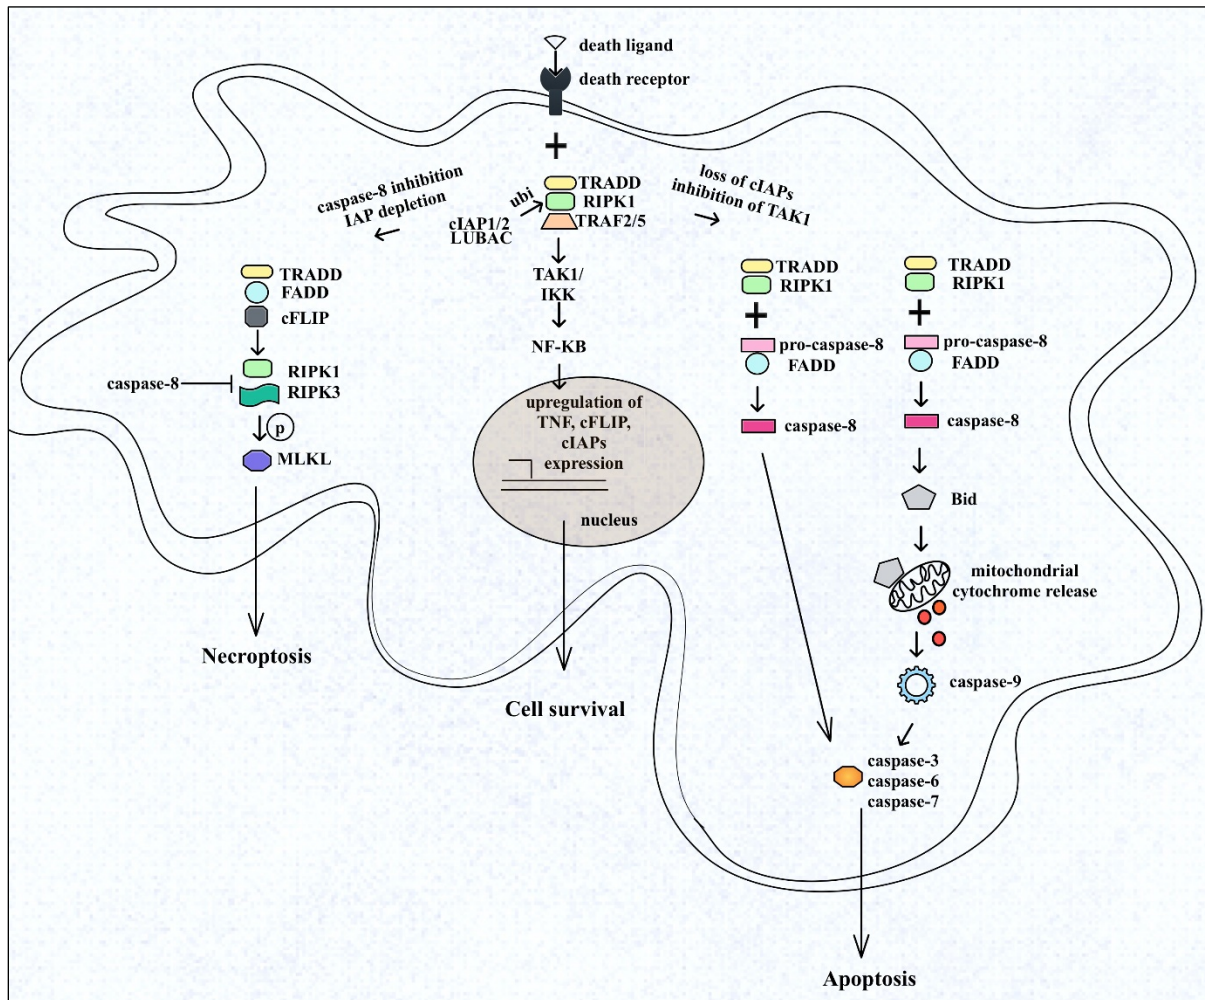 death ligand
death receptor
caspase-8 inhibition
IAP depletion
ubi
cIAP1/2
LUBAC
TRADD
RIPK1
TRAF2/5
loss of cIAPs
inhibition of TAK1
TAK1/
IKK
NF-KB
upregulation of
TNF, cFLIP,
cIAPs
expression
nucleus
Cell survival
TRADD
FADD
cFLIP
caspase-8
RIPK1
RIPK3
p
MLKL
Necroptosis
TRADD
RIPK1
pro-caspase-8
FADD
caspase-8
TRADD
RIPK1
pro-caspase-8
FADD
caspase-8
Bid
mitochondrial
cytochrome release
caspase-9
caspase-3
caspase-6
caspase-7
Apoptosis